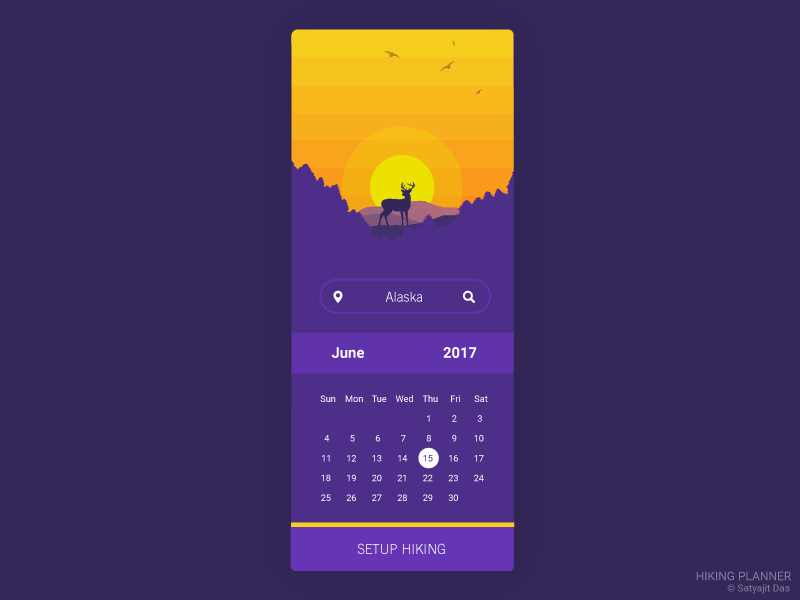 Alaska
June 2017
Sun Mon Tue Wed Thu Fri Sat
1 2 3
4 5 6 7 8 9 10
11 12 13 14 15 16 17
18 19 20 21 22 23 24
25 26 27 28 29 30
SETUP HIKING
HIKING PLANNER
© Satyajit Das